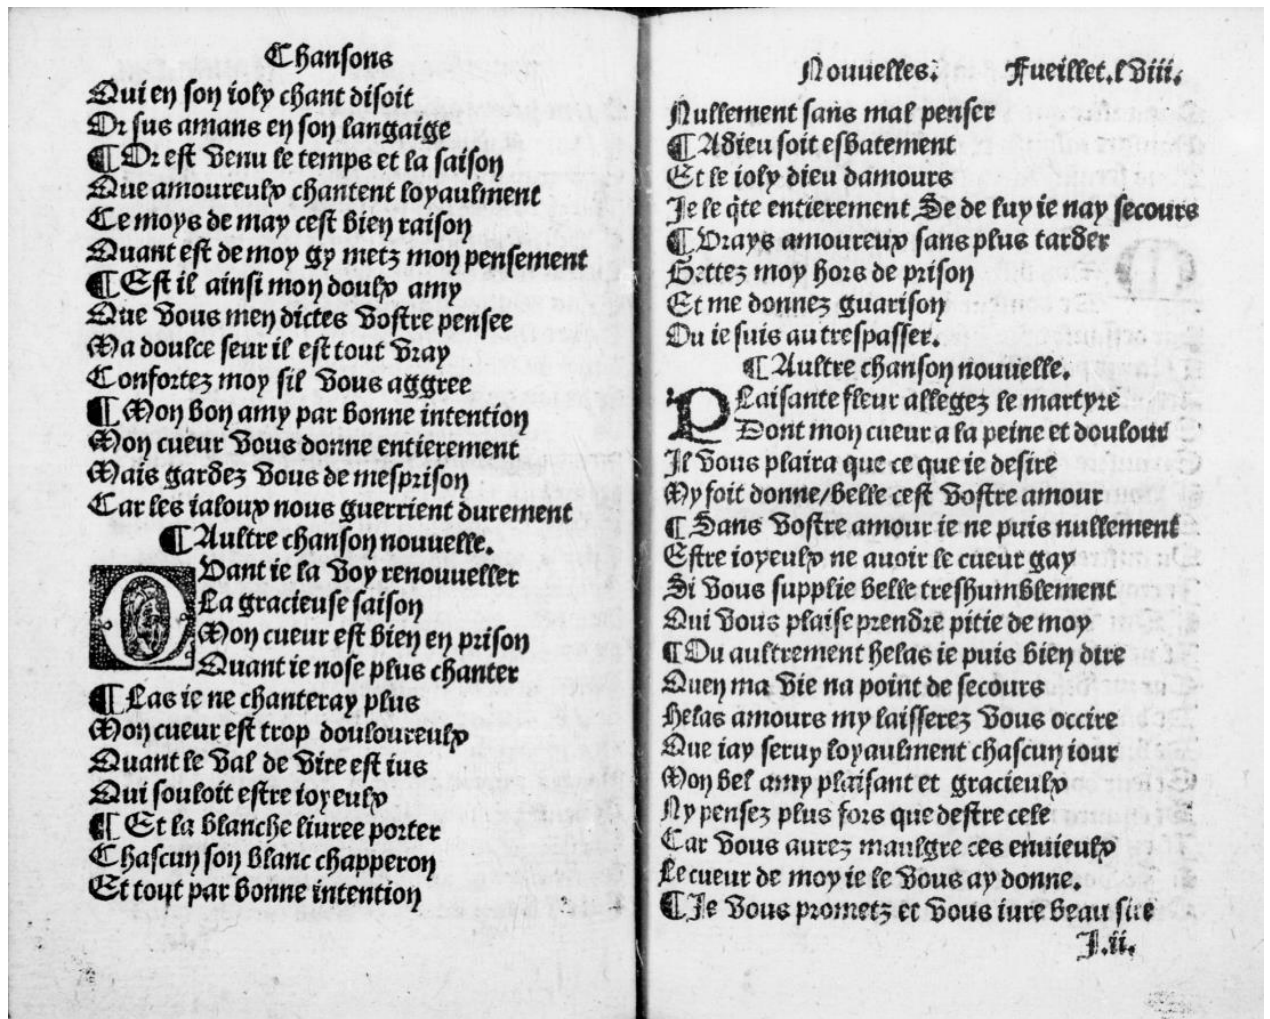 Chansons
Qui en son ioly chant disoit
Or sus amans en son langaige
¶ Or est venu le temps et la saison
Que amoureulx chantent loyaulment
Ce moys de may cest bien raison
Quant est de moy gy metz mon pensement
¶ Est il ainsi mon doulx amy
Que vous men dictes vostre pensee
Ma doulce seur il est tout vray
Confortez moy sil vous aggree
¶ Mon bon amy par bonne intention
Mon cueur vous donne entierement
Mais gardez vous de mesprison
Car les ialoux nous guerrient durement
¶ Aultre chanson nouuelle.
QVant ie la voy renouueller
La gracieuse saison
Mon cueur est bien en prison
Quant ie nose plus chanter
¶ Las ie ne chanteray plus
Mon cueur est trop douloureulx
Quant le val de vire est ius
Qui souloit estre ioyeulx
¶ Et la blanche liuree porter
Chascun son blanc chapperon
Et tout par bonne intention
Nouuelles. Fueillet.lviii.
Nullement sans mal penser
¶ Adieu soit esbatement
Et le ioly dieu damours
Je le q̃te entierement Se de luy ie nay secours
¶ Vrays amoureux sans plus tarder
Gettez moy hors de prison
Et me donnez guarison
Ou ie suis au trespasser.
¶ Aultre chanson nouuelle.
PLaisante fleur allegez le martyre
Dont mon cueur a la peine et doulour
Il vous plaira que ce que ie desire
My soit donne/belle cest vostre amour
¶ Sans vostre amour ie ne puis nullement
Estre ioyeulx ne auoir le cueur gay
Si vous supplie belle treshumblement
Qui vous plaise prendre pitie de moy
¶ Ou aultrement helas ie puis bien dire
Quen ma vie na point de secours
Helas amours my laisserez vous occire
Que iay seruy loyaulment chascun iour
Mon bel amy plaisant et gracieulx
Ny pensez plus fors que destre cele
Car vous aurez maulgre ces enuieulx
Le cueur de moy ie le vous ay donne.
¶ Je vous prometz et vous iure beau sire
I.ii.